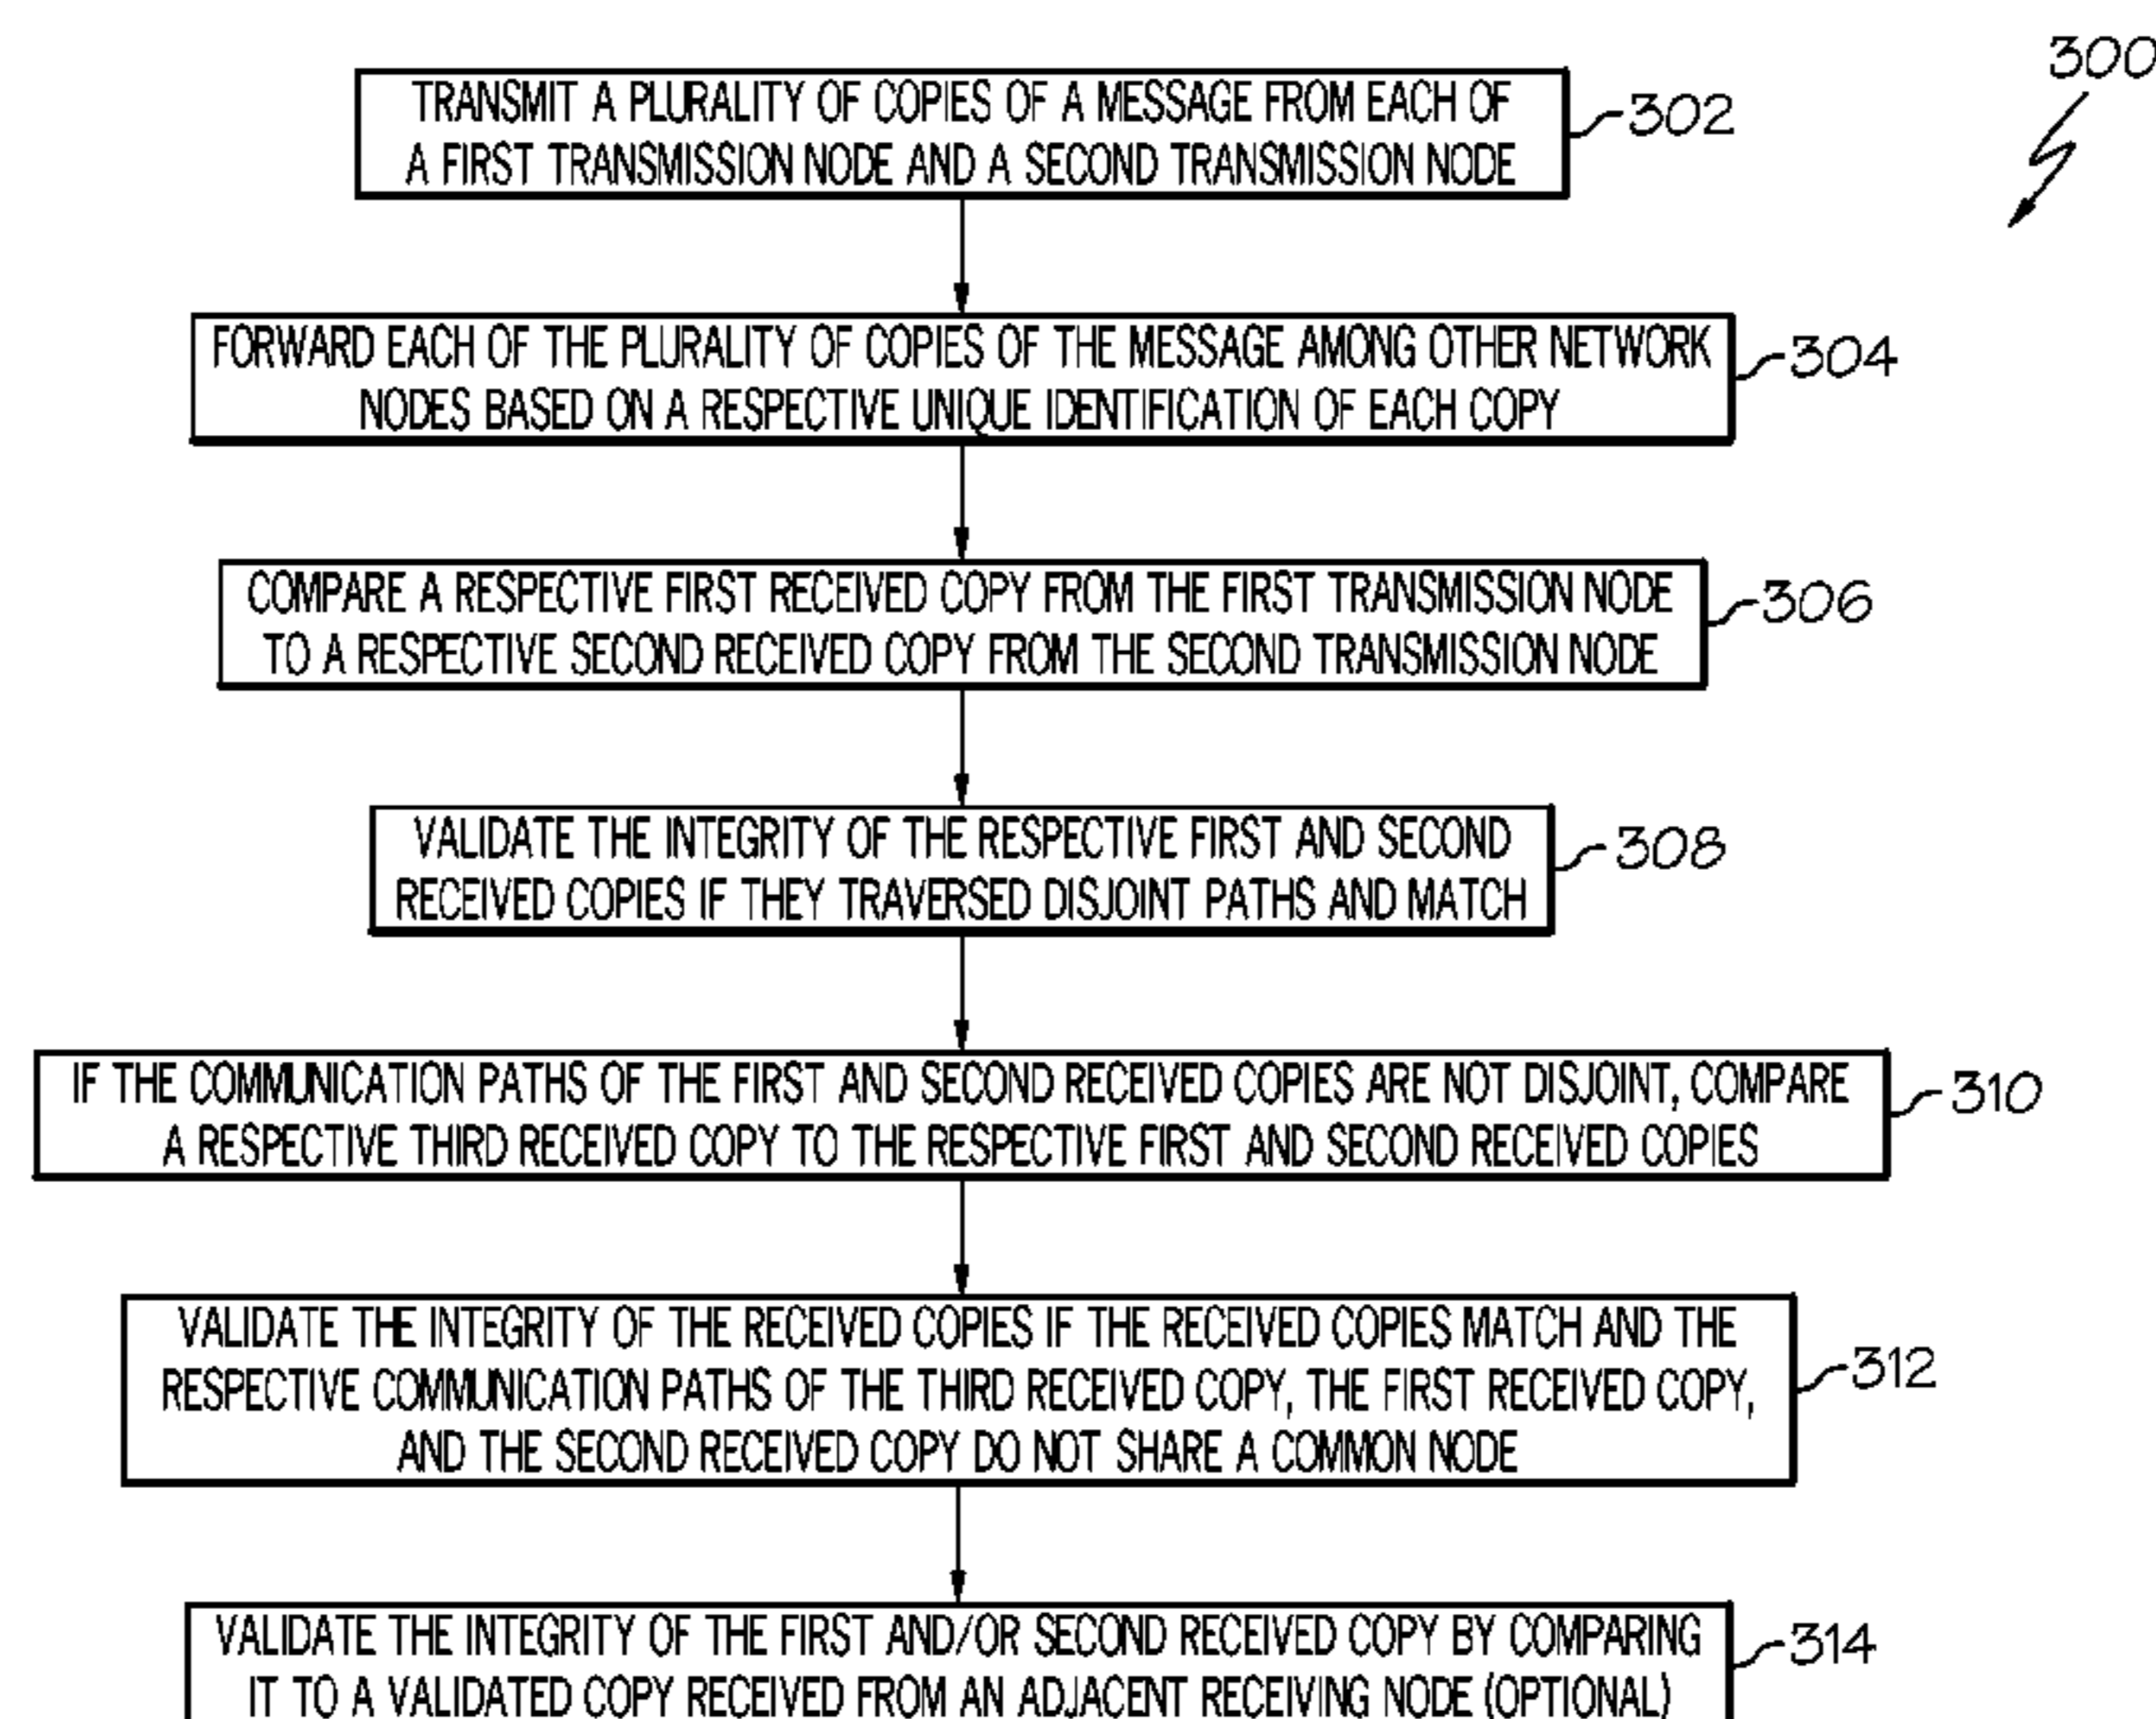 300
TRANSMIT A PLURALITY OF COPIES OF A MESSAGE FROM EACH OF
A FIRST TRANSMISSION NODE AND A SECOND TRANSMISSION NODE
302
FORWARD EACH OF THE PLURALITY OF COPIES OF THE MESSAGE AMONG OTHER NETWORK
NODES BASED ON A RESPECTIVE UNIQUE IDENTIFICATION OF EACH COPY
304
COMPARE A RESPECTIVE FIRST RECEIVED COPY FROM THE FIRST TRANSMISSION NODE
TO A RESPECTIVE SECOND RECEIVED COPY FROM THE SECOND TRANSMISSION NODE
306
VALIDATE THE INTEGRITY OF THE RESPECTIVE FIRST AND SECOND
RECEIVED COPIES IF THEY TRAVERSED DISJOINT PATHS AND MATCH
308
IF THE COMMUNICATION PATHS OF THE FIRST AND SECOND RECEIVED COPIES ARE NOT DISJOINT, COMPARE
A RESPECTIVE THIRD RECEIVED COPY TO THE RESPECTIVE FIRST AND SECOND RECEIVED COPIES
310
VALIDATE THE INTEGRITY OF THE RECEIVED COPIES IF THE RECEIVED COPIES MATCH AND THE
RESPECTIVE COMMUNICATION PATHS OF THE THIRD RECEIVED COPY, THE FIRST RECEIVED COPY,
AND THE SECOND RECEIVED COPY DO NOT SHARE A COMMON NODE
312
VALIDATE THE INTEGRITY OF THE FIRST AND/OR SECOND RECEIVED COPY BY COMPARING
IT TO A VALIDATED COPY RECEIVED FROM AN ADJACENT RECEIVING NODE (OPTIONAL)
314